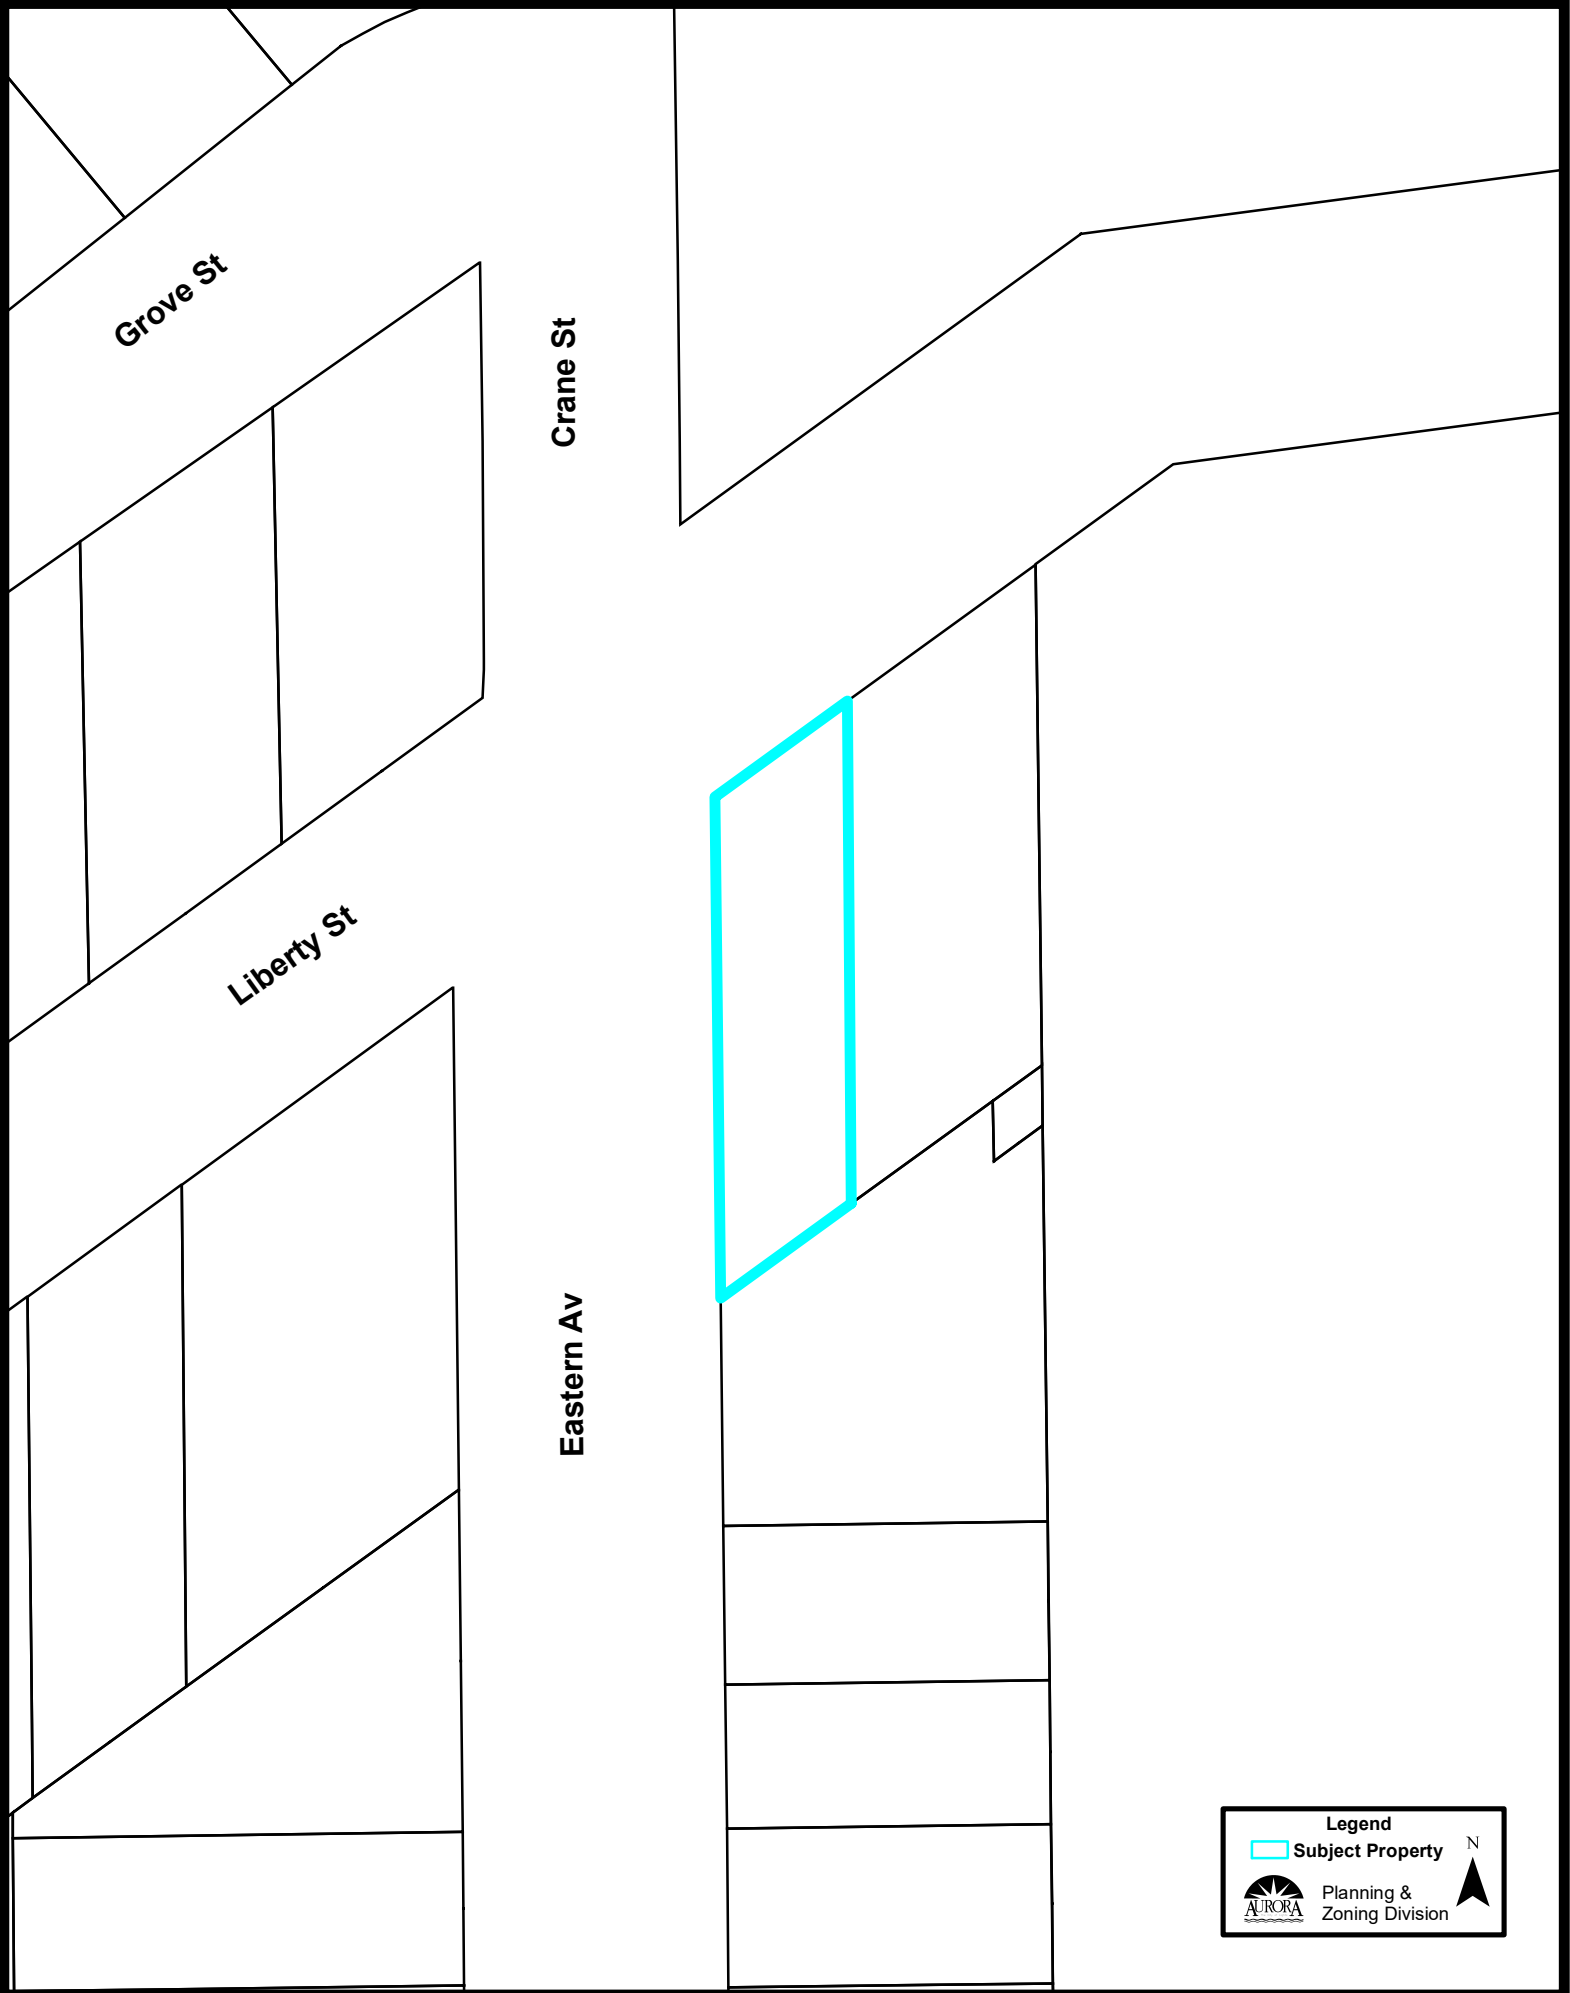 Grove St
Crane St
Liberty St
Eastern Av
Legend
Subject Property
N
AURORA
Planning &
Zoning Division